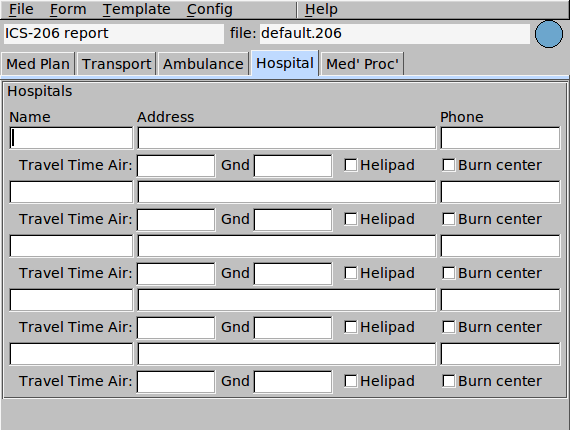 File Form Template Config Help
ICS-206 report file: default.206
Med Plan Transport Ambulance Hospital Med' Proc'
Hospitals
Name Address Phone
Travel Time Air: Gnd Helipad Burn center
Travel Time Air: Gnd Helipad Burn center
Travel Time Air: Gnd Helipad Burn center
Travel Time Air: Gnd Helipad Burn center
Travel Time Air: Gnd Helipad Burn center